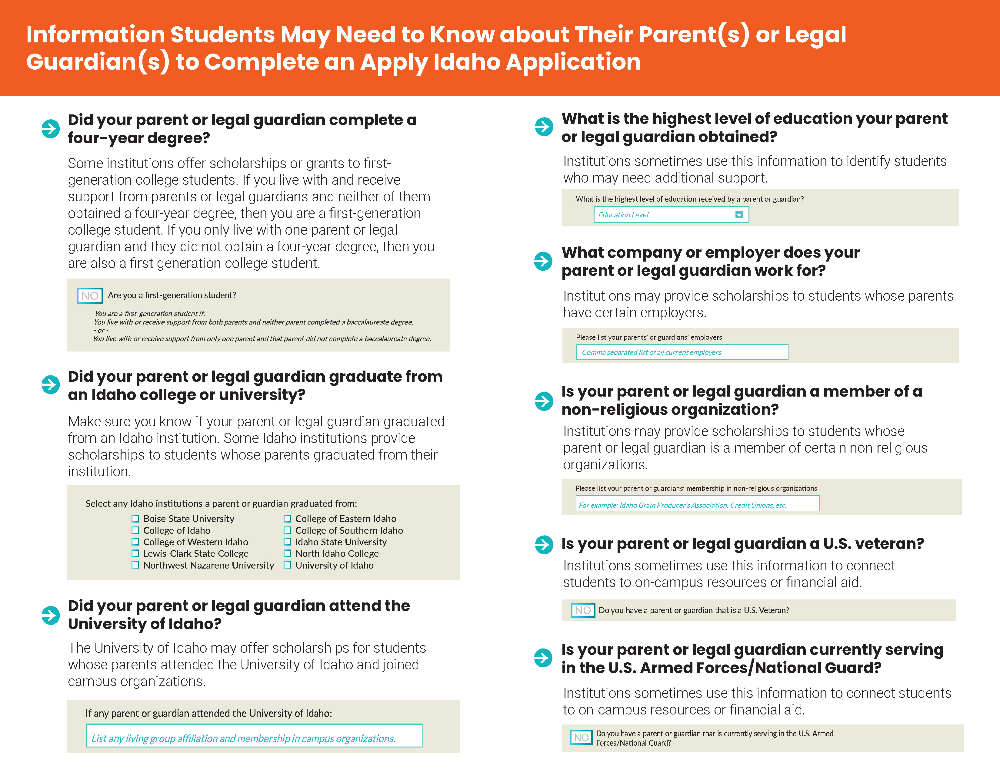 Information Students May Need to Know about Their Parent(s) or Legal
Guardian(s) to Complete an Apply Idaho Application
Did your parent or legal guardian complete a
four-year degree?
Some institutions offer scholarships or grants to first-
generation college students. If you live with and receive
support from parents or legal guardians and neither of them
obtained a four-year degree, then you are a first-generation
college student. If you only live with one parent or legal
guardian and they did not obtain a four-year degree, then you
are also a first generation college student.
NO Are you a first-generation student?
You are a first-generation student if:
You live with or receive support from both parents and neither parent completed a baccalaureate degree.
- or -
You live with or receive support from only one parent and that parent did not complete a baccalaureate degree.
Did your parent or legal guardian graduate from
an Idaho college or university?
Make sure you know if your parent or legal guardian graduated
from an Idaho institution. Some Idaho institutions provide
scholarships to students whose parents graduated from their
institution.
Select any Idaho institutions a parent or guardian graduated from:
Boise State University
College of Idaho
College of Western Idaho
Lewis-Clark State College
Northwest Nazarene University
College of Eastern Idaho
College of Southern Idaho
Idaho State University
North Idaho College
University of Idaho
Did your parent or legal guardian attend the
University of Idaho?
The University of Idaho may offer scholarships for students
whose parents attended the University of Idaho and joined
campus organizations.
If any parent or guardian attended the University of Idaho:
List any living group affiliation and membership in campus organizations.
What is the highest level of education your parent
or legal guardian obtained?
Institutions sometimes use this information to identify students
who may need additional support.
What is the highest level of education received by a parent or guardian?
Education Level
What company or employer does your
parent or legal guardian work for?
Institutions may provide scholarships to students whose parents
have certain employers.
Please list your parents' or guardians' employers
Comma separated list of all current employers
Is your parent or legal guardian a member of a
non-religious organization?
Institutions may provide scholarships to students whose
parent or legal guardian is a member of certain non-religious
organizations.
Please list your parent or guardians' membership in non-religious organizations
For example: Idaho Grain Producer's Association, Credit Unions, etc.
Is your parent or legal guardian a U.S. veteran?
Institutions sometimes use this information to connect
students to on-campus resources or financial aid.
NO Do you have a parent or guardian that is a U.S. Veteran?
Is your parent or legal guardian currently serving
in the U.S. Armed Forces/National Guard?
Institutions sometimes use this information to connect students
to on-campus resources or financial aid.
NO Do you have a parent or guardian that is currently serving in the U.S. Armed
Forces/National Guard?